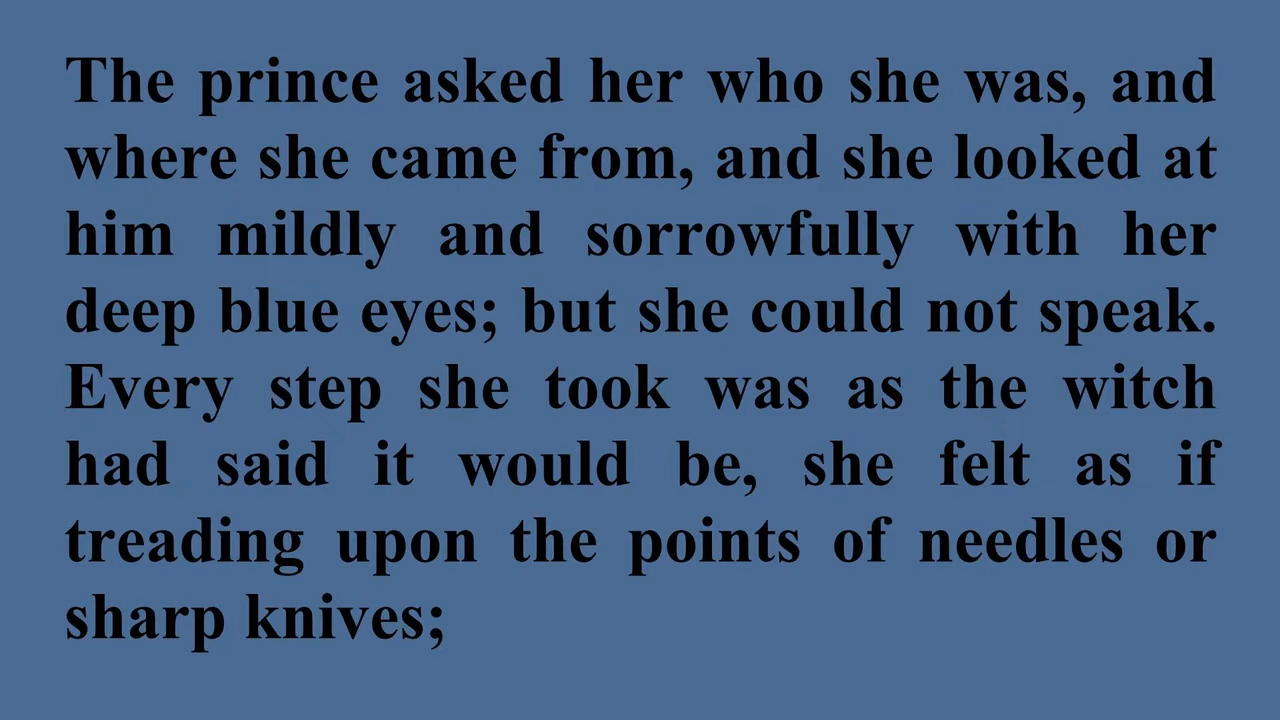 The prince asked her who she was, and
where she came from, and she looked at
him mildly and sorrowfully with her
deep blue eyes; but she could not speak.
Every step she took was as the witch
had said it would be, she felt as if
treading upon the points of needles or
sharp knives;